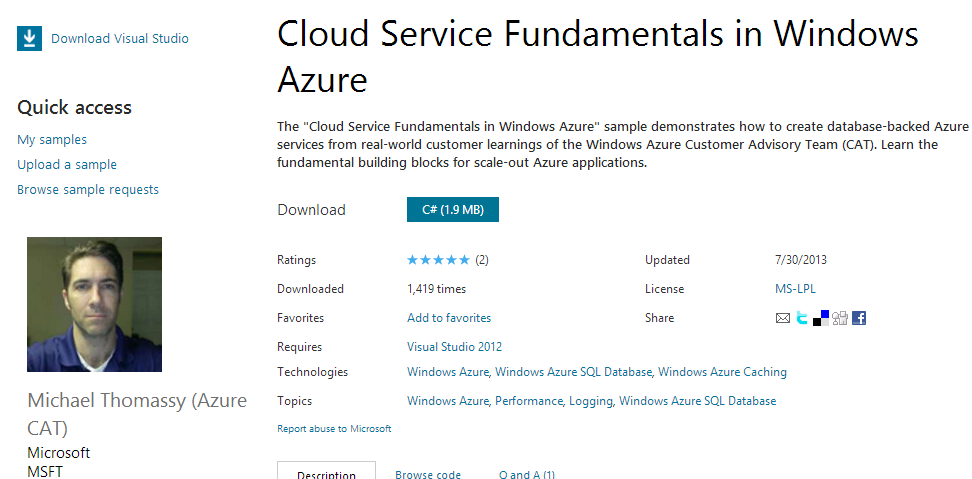 Download Visual Studio
Quick access
My samples
Upload a sample
Browse sample requests
Michael Thomassy (Azure
CAT)
Microsoft
MSFT
Cloud Service Fundamentals in Windows
Azure
The "Cloud Service Fundamentals in Windows Azure" sample demonstrates how to create database-backed Azure
services from real-world customer learnings of the Windows Azure Customer Advisory Team (CAT). Learn the
fundamental building blocks for scale-out Azure applications.
Download C# (1.9 MB)
Ratings (2) Updated 7/30/2013
Downloaded 1,419 times License MS-LPL
Favorites Add to favorites Share
Requires Visual Studio 2012
Technologies Windows Azure, Windows Azure SQL Database, Windows Azure Caching
Topics Windows Azure, Performance, Logging, Windows Azure SQL Database
Report abuse to Microsoft
Description Browse code Q and A (1)